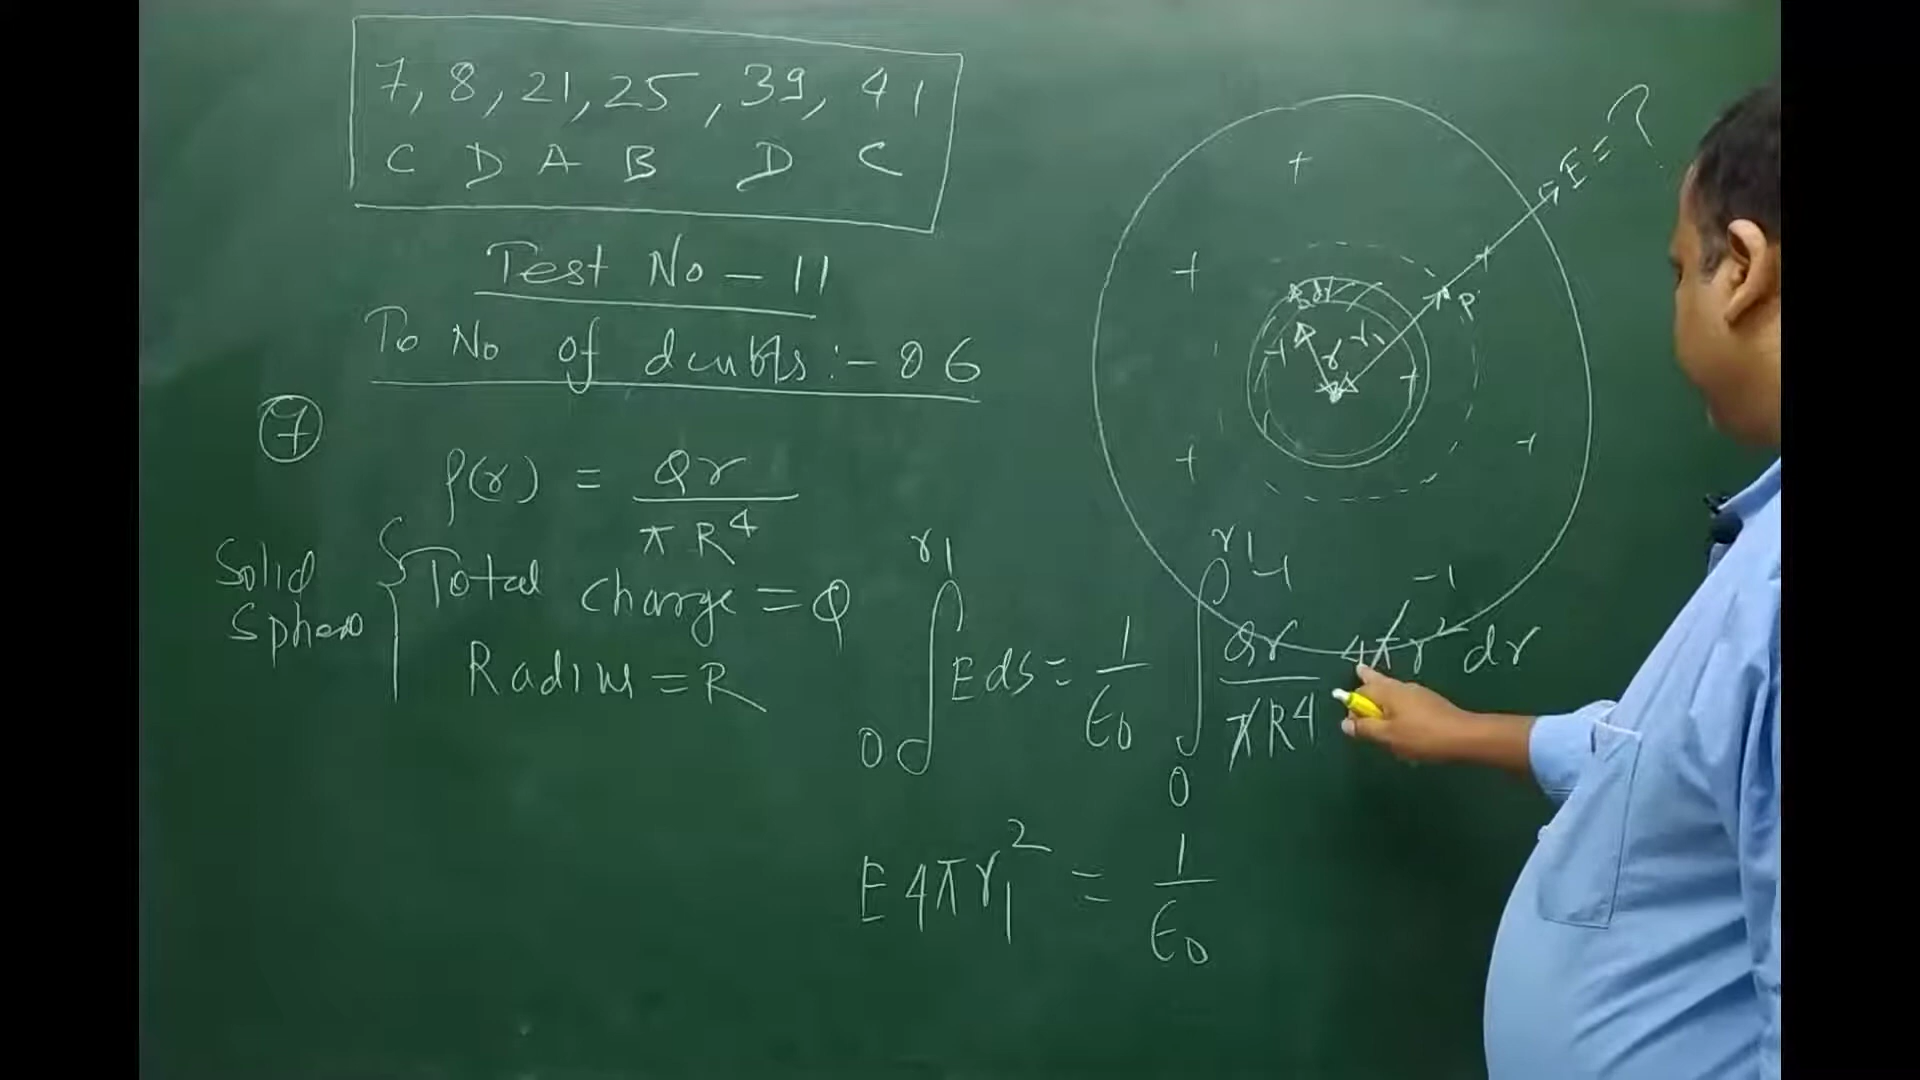 7, 8, 21, 25, 39, 41
C D A B D C
Test No - 11
To No of doubts :- 06
7
ρ(r) = Qr / πR⁴
Solid Sphere
Total charge = Q
Radius = R
∫₀^r₁ E ds = 1/ε₀ ∫₀^r₁ Qr/πR⁴ 4πr² dr
E 4πr₁² = 1/ε₀
E = ?
P
dr
r
r₁